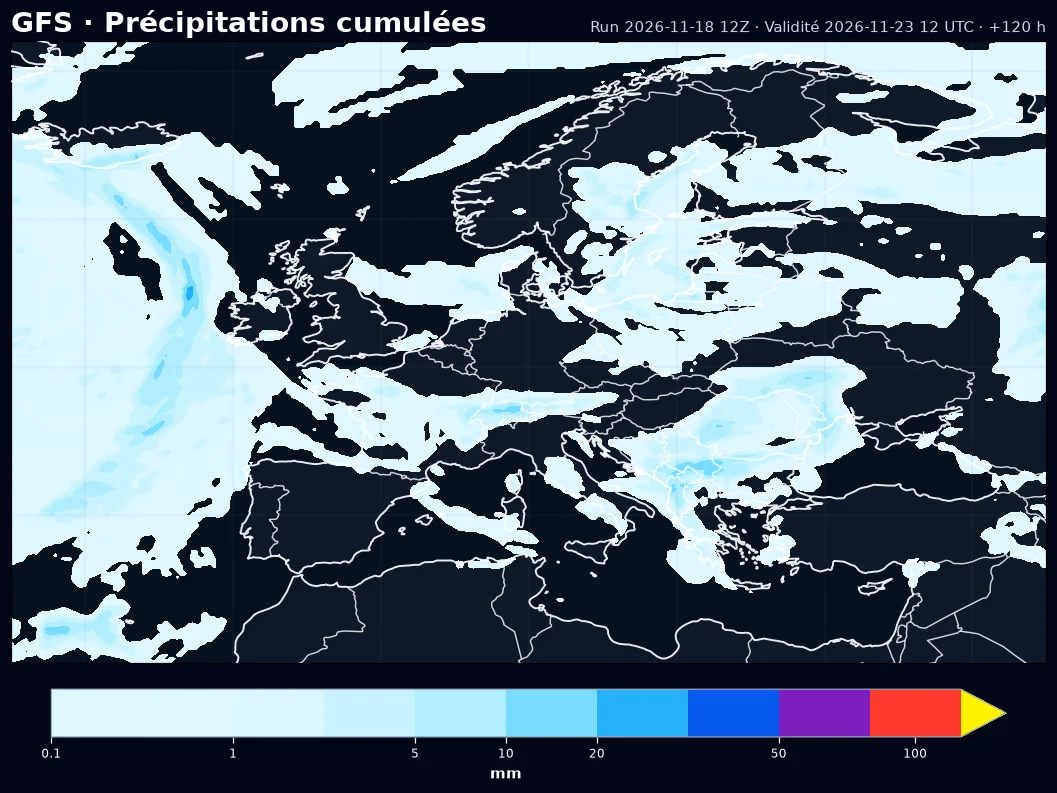 GFS · Précipitations cumulées
Run 2026-11-18 12Z · Validité 2026-11-23 12 UTC · +120 h
0.1 1 5 10 20 50 100
mm